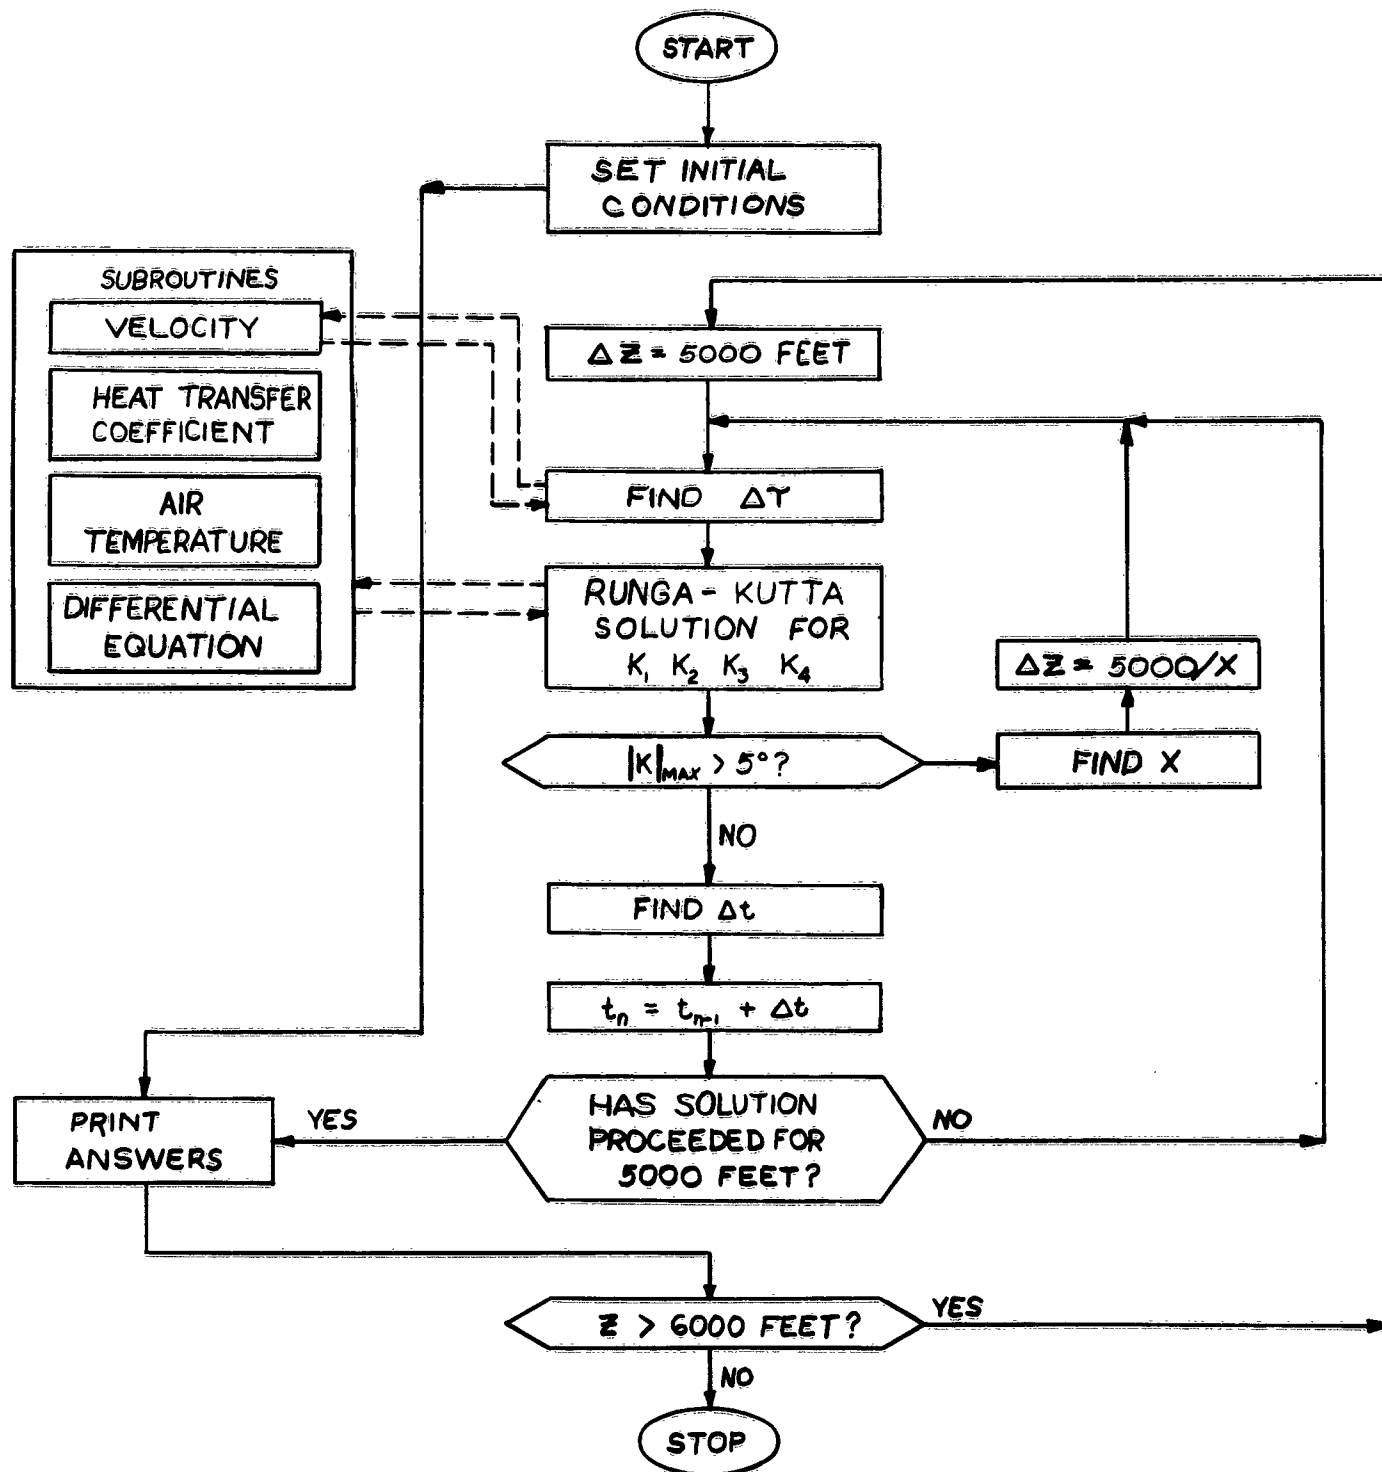 START
SET INITIAL
CONDITIONS
SUBROUTINES
VELOCITY
HEAT TRANSFER
COEFFICIENT
AIR
TEMPERATURE
DIFFERENTIAL
EQUATION
ΔZ = 5000 FEET
FIND Δτ
RUNGA - KUTTA
SOLUTION FOR
K₁ K₂ K₃ K₄
|K|MAX > 5°?
FIND X
ΔZ = 5000/X
NO
FIND Δt
tₙ = tₙ₋₁ + Δt
HAS SOLUTION
PROCEEDED FOR
5000 FEET?
YES
NO
PRINT
ANSWERS
Z > 6000 FEET?
YES
NO
STOP